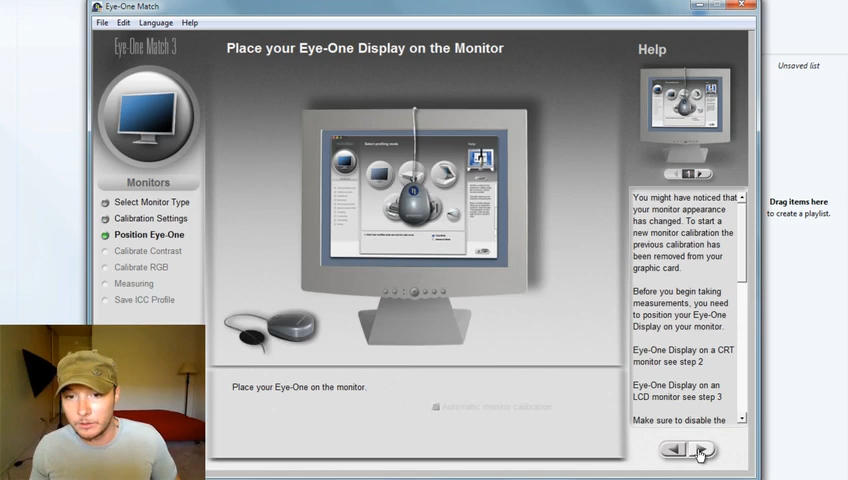 Eye-One Match
File Edit Language Help
Eye-One Match 3
Place your Eye-One Display on the Monitor
Help
Unsaved list
Monitors
Select Monitor Type
Calibration Settings
Position Eye-One
Calibrate Contrast
Calibrate RGB
Measuring
Save ICC Profile
Place your Eye-One on the monitor.
Automatic monitor calibration
You might have noticed that
your monitor appearance
has changed. To start a
new monitor calibration the
previous calibration has
been removed from your
graphic card.
Before you begin taking
measurements, you need
to position your Eye-One
Display on your monitor.
Eye-One Display on a CRT
monitor see step 2
Eye-One Display on an
LCD monitor see step 3
Make sure to disable the
Drag items here
to create a playlist.